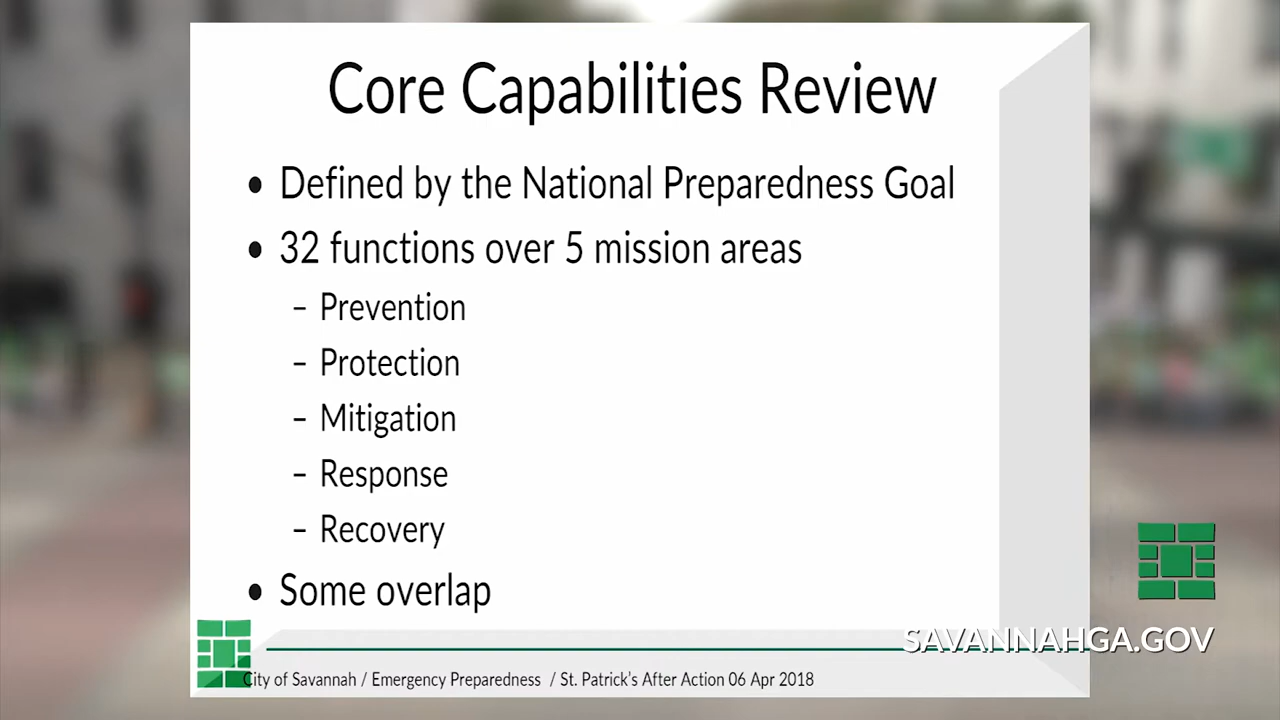 Core Capabilities Review
• Defined by the National Preparedness Goal
• 32 functions over 5 mission areas
– Prevention
– Protection
– Mitigation
– Response
– Recovery
• Some overlap
SAVANNAHGA.GOV
City of Savannah / Emergency Preparedness / St. Patrick's After Action 06 Apr 2018